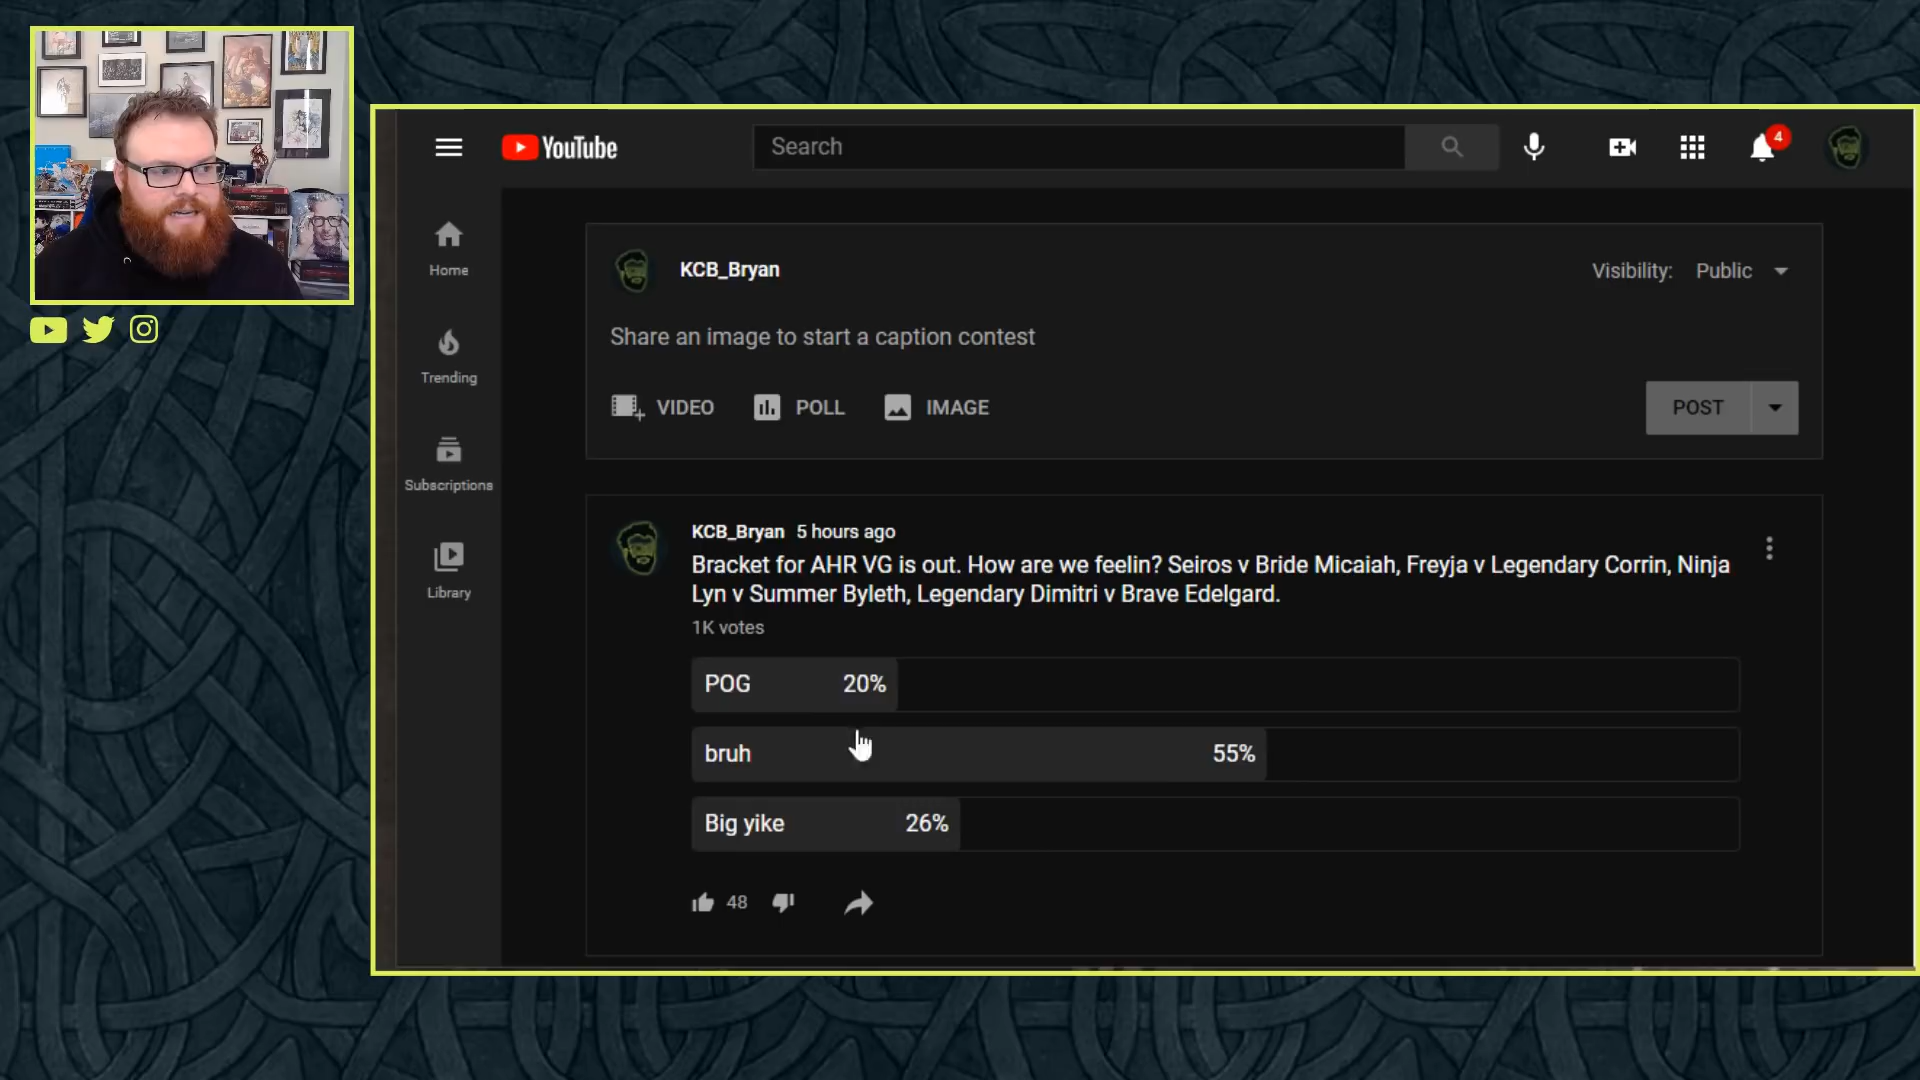 YouTube
Search
4
Home
Trending
Subscriptions
Library
KCB_Bryan
Visibility: Public
Share an image to start a caption contest
VIDEO
POLL
IMAGE
POST
KCB_Bryan 5 hours ago
Bracket for AHR VG is out. How are we feelin? Seiros v Bride Micaiah, Freyja v Legendary Corrin, Ninja
Lyn v Summer Byleth, Legendary Dimitri v Brave Edelgard.
1K votes
POG 20%
bruh 55%
Big yike 26%
48